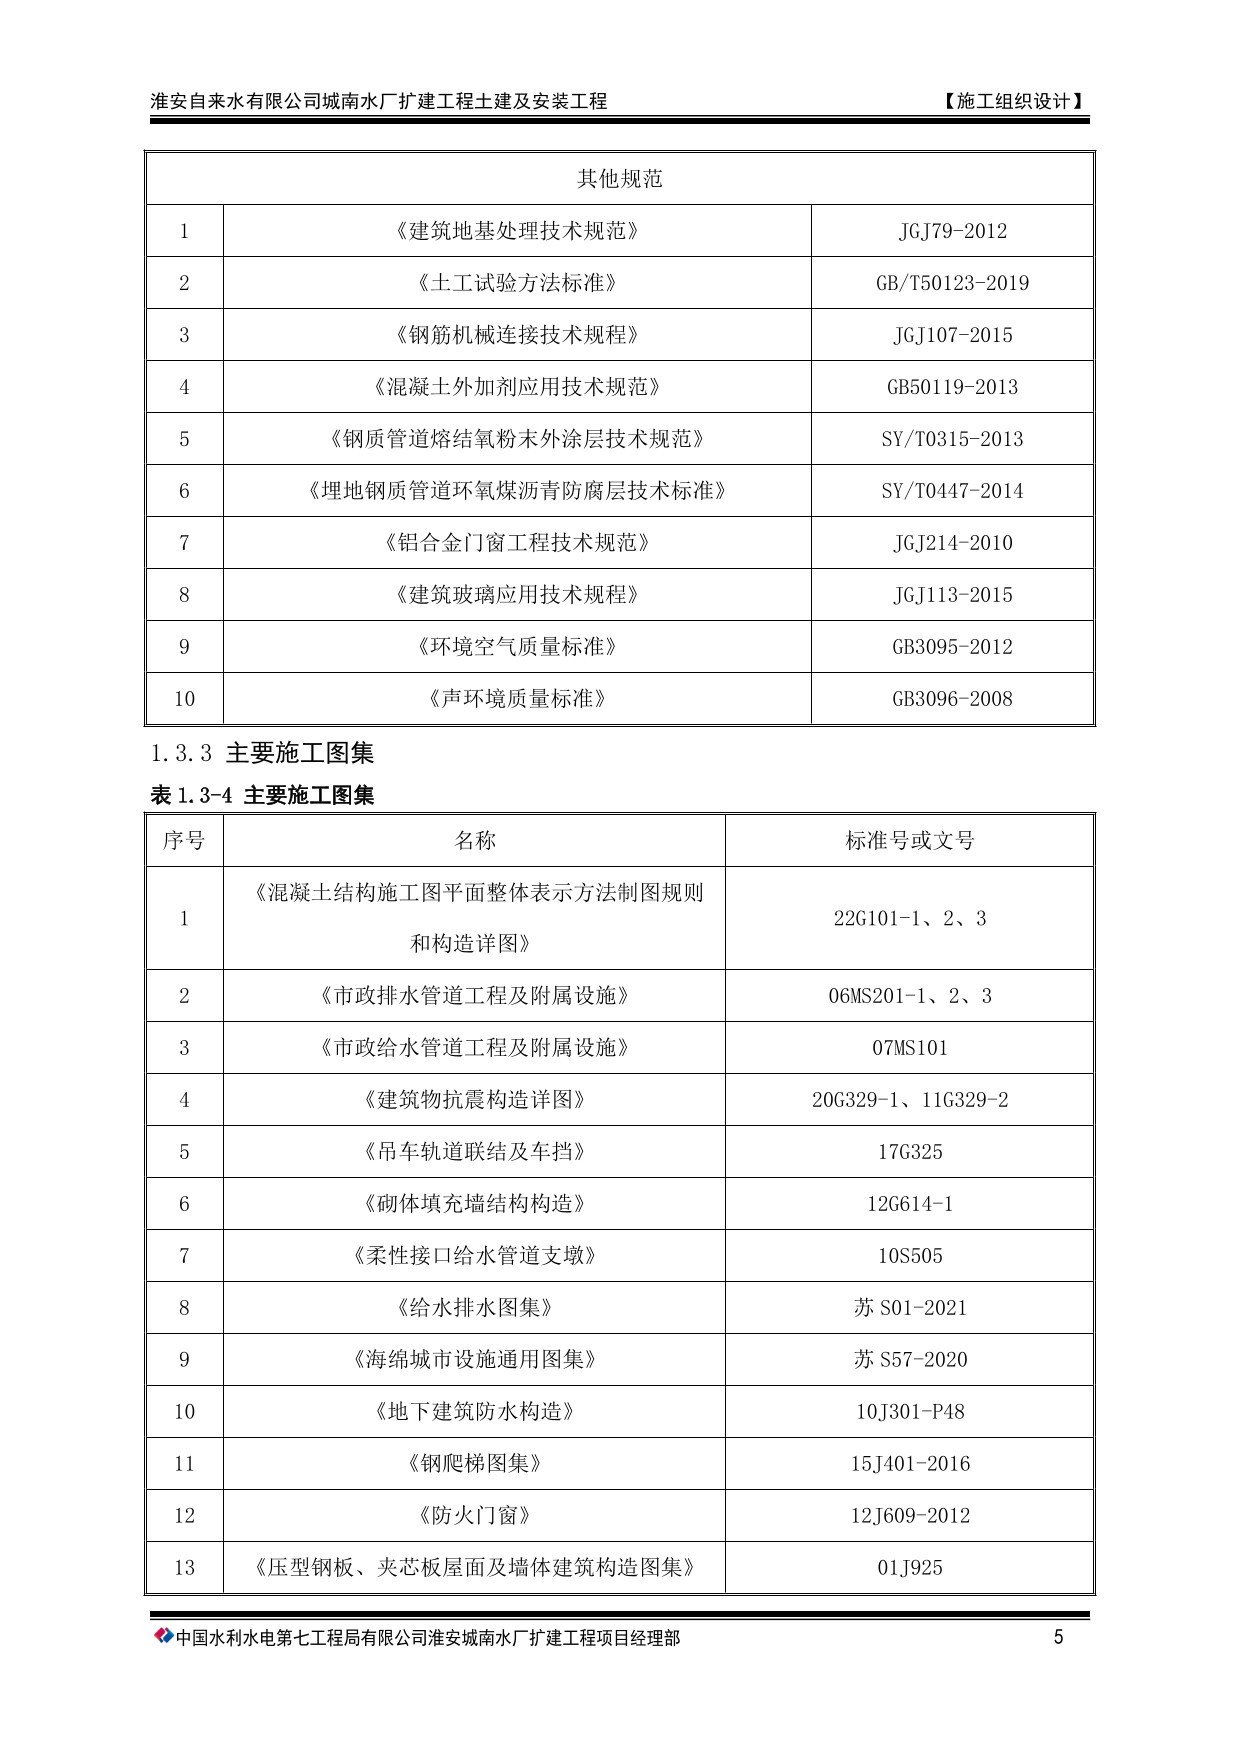 淮安自来水有限公司城南水厂扩建工程土建及安装工程 【施工组织设计】
其他规范
1 《建筑地基处理技术规范》 JGJ79-2012
2 《土工试验方法标准》 GB/T50123-2019
3 《钢筋机械连接技术规程》 JGJ107-2015
4 《混凝土外加剂应用技术规范》 GB50119-2013
5 《钢质管道熔结氧粉末外涂层技术规范》 SY/T0315-2013
6 《埋地钢质管道环氧煤沥青防腐层技术标准》 SY/T0447-2014
7 《铝合金门窗工程技术规范》 JGJ214-2010
8 《建筑玻璃应用技术规程》 JGJ113-2015
9 《环境空气质量标准》 GB3095-2012
10 《声环境质量标准》 GB3096-2008
1.3.3 主要施工图集
表 1.3-4 主要施工图集
序号 名称 标准号或文号
1 《混凝土结构施工图平面整体表示方法制图规则
和构造详图》 22G101-1、2、3
2 《市政排水管道工程及附属设施》 06MS201-1、2、3
3 《市政给水管道工程及附属设施》 07MS101
4 《建筑物抗震构造详图》 20G329-1、11G329-2
5 《吊车轨道联结及车挡》 17G325
6 《砌体填充墙结构构造》 12G614-1
7 《柔性接口给水管道支墩》 10S505
8 《给水排水图集》 苏 S01-2021
9 《海绵城市设施通用图集》 苏 S57-2020
10 《地下建筑防水构造》 10J301-P48
11 《钢爬梯图集》 15J401-2016
12 《防火门窗》 12J609-2012
13 《压型钢板、夹芯板屋面及墙体建筑构造图集》 01J925
中国水利水电第七工程局有限公司淮安城南水厂扩建工程项目经理部 5